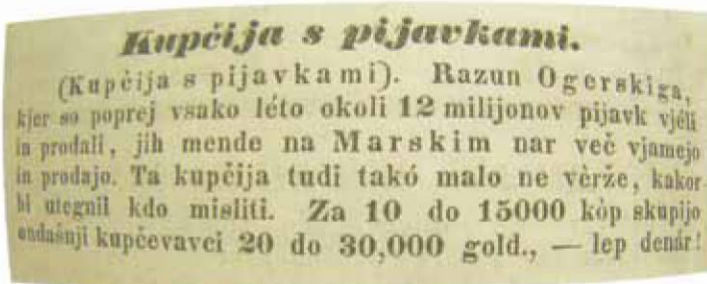 Kupčija s pijavkami.
(Kupčija s pijavkami). Razun Ogerskiga,
kjer so poprej vsako léto okoli 12 milijonov pijavk vjéli
in prodali, jih mende na Marskim nar več vjamejo
in prodajo. Ta kupčija tudi takó malo ne vèrže, kakor
bi utegnil kdo misliti. Za 10 do 15000 kòp skupijo
ondašnji kupčevavci 20 do 30,000 gold., — lep denár!